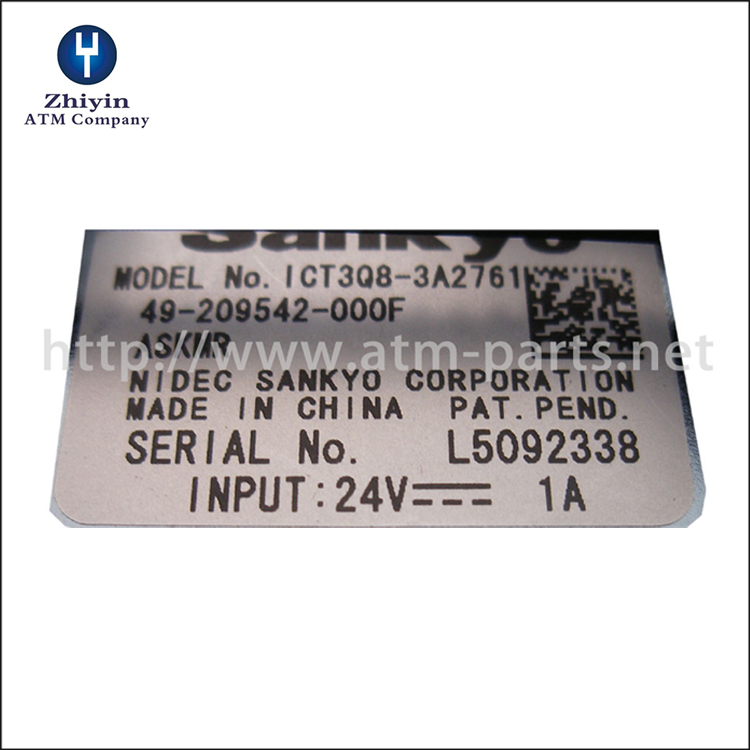 Zhiyin
ATM Company
Sankyo
MODEL No. ICT3Q8-3A2761
49-209542-000F
ASKMR
http://www.atm-parts.net
NIDEC SANKYO CORPORATION
MADE IN CHINA PAT. PEND.
SERIAL No. L5092338
INPUT: 24V 1A